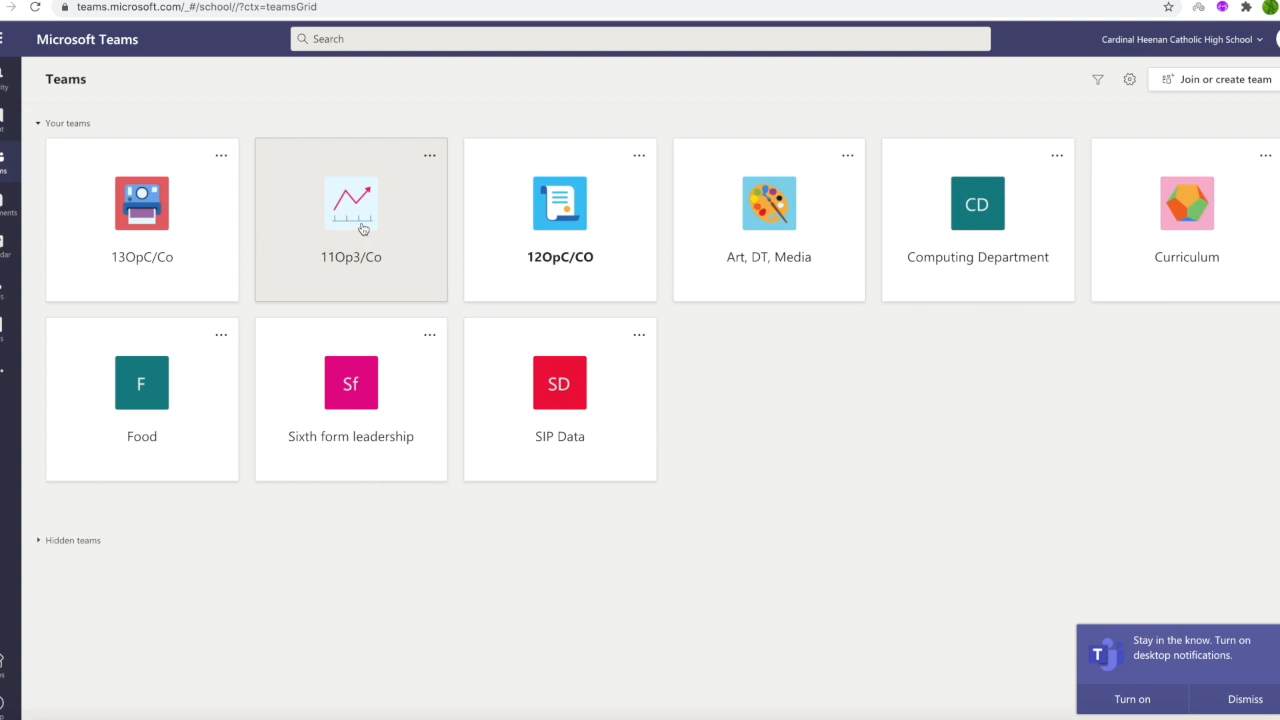 teams.microsoft.com/_#/school//?ctx=teamsGrid
Microsoft Teams
Search
Cardinal Heenan Catholic High School
Teams
Join or create team
Your teams
13OpC/Co
11Op3/Co
12OpC/CO
Art, DT, Media
CD
Computing Department
Curriculum
F
Food
Sf
Sixth form leadership
SD
SIP Data
Hidden teams
T
Stay in the know. Turn on
desktop notifications.
Turn on
Dismiss